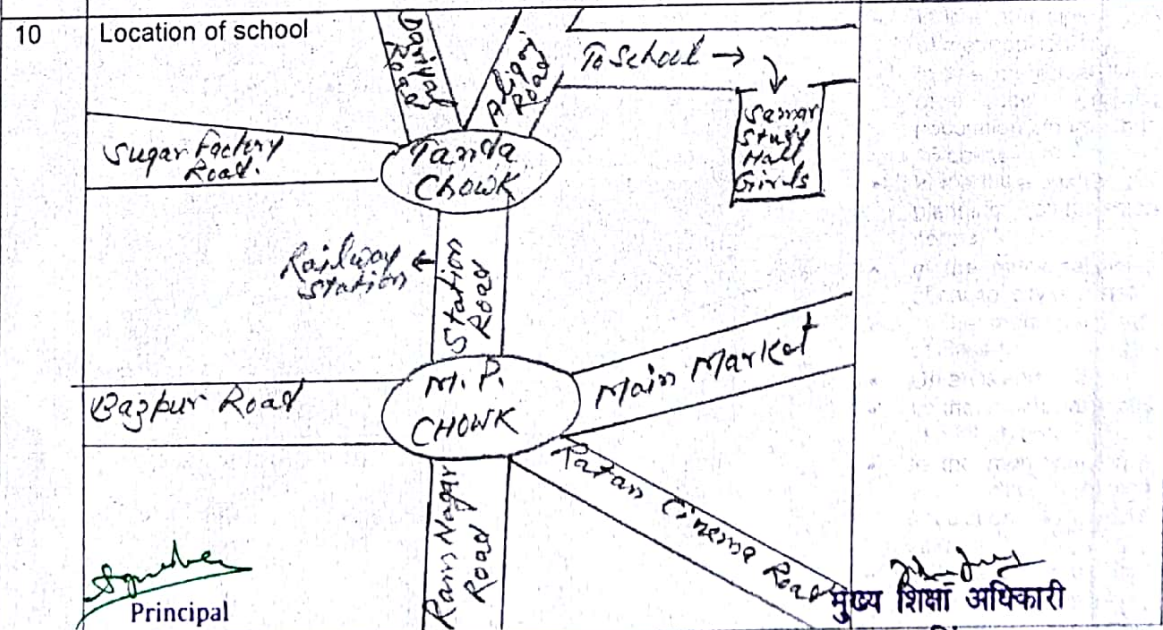 10
Location of school
Dariyal
Road
Aliganj
Road
To School →
Samar
Study
Hall
Girls
Sugar Factory
Road.
Tanda
CHOWK
Railway
Station
Station
Road
M. P.
CHOWK
Main Market
Bazpur Road
Ratan Cinema Road
Ram Nagar
Road
Principal
मुख्य शिक्षा अधिकारी